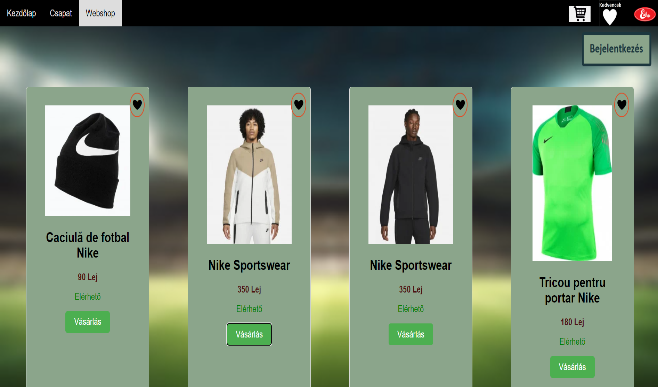 Kezdőlap Csapat Webshop
Kedvencek
Bejelentkezés
Caciulă de fotbal
Nike
90 Lej
Elérhető
Vásárlás
Nike Sportswear
350 Lej
Elérhető
Vásárlás
Nike Sportswear
350 Lej
Elérhető
Vásárlás
Tricou pentru
portar Nike
180 Lej
Elérhető
Vásárlás